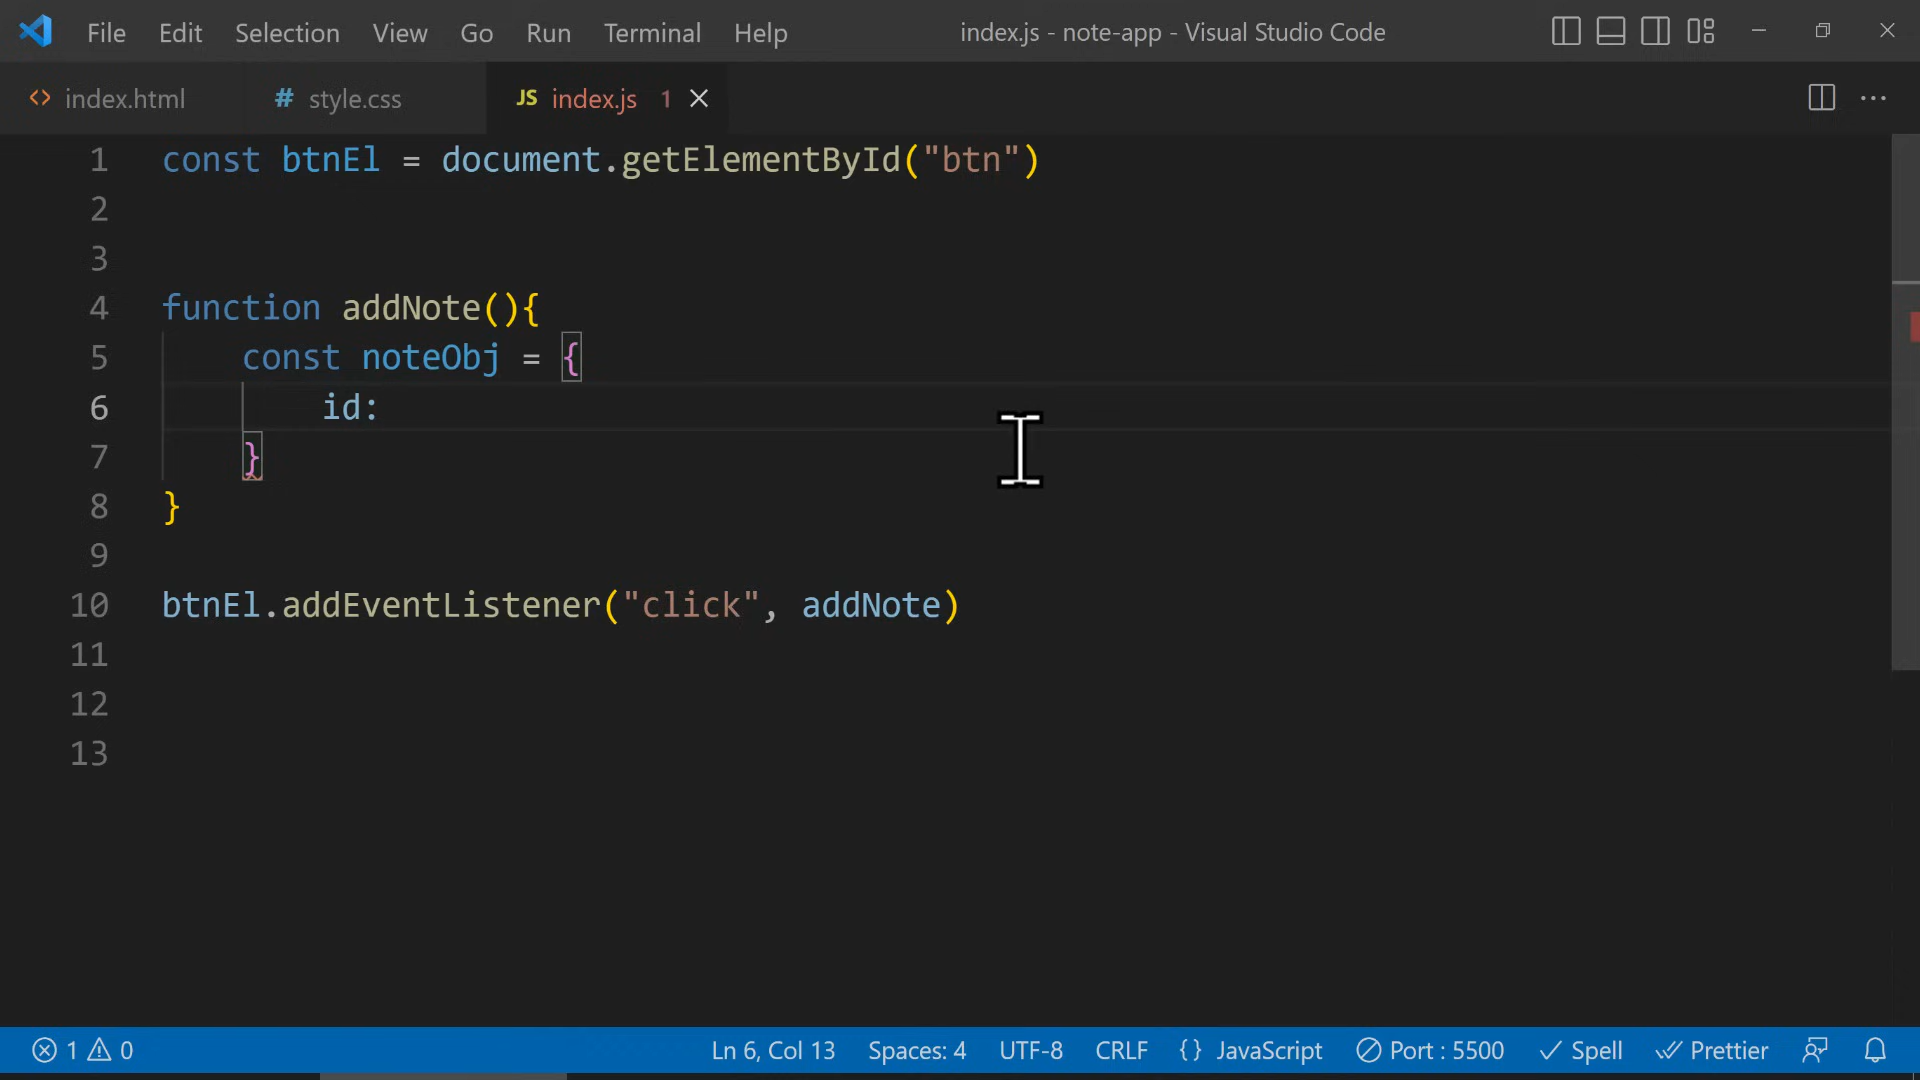 File Edit Selection View Go Run Terminal Help index.js - note-app - Visual Studio Code
<> index.html # style.css JS index.js 1
1 const btnEl = document.getElementById("btn")
2
3
4 function addNote(){
5 const noteObj = {
6 id:
7 }
8 }
9
10 btnEl.addEventListener("click", addNote)
11
12
13
1 0 Ln 6, Col 13 Spaces: 4 UTF-8 CRLF {} JavaScript Port : 5500 Spell Prettier